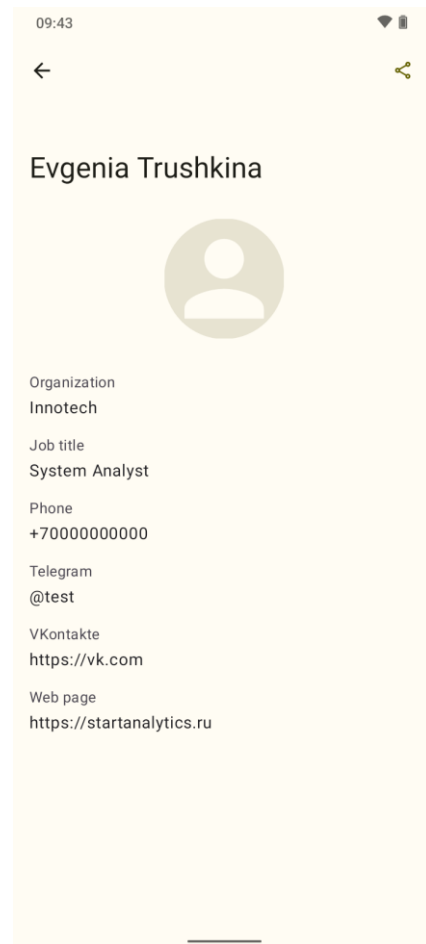 09:43
Evgenia Trushkina
Organization
Innotech
Job title
System Analyst
Phone
+70000000000
Telegram
@test
VKontakte
https://vk.com
Web page
https://startanalytics.ru